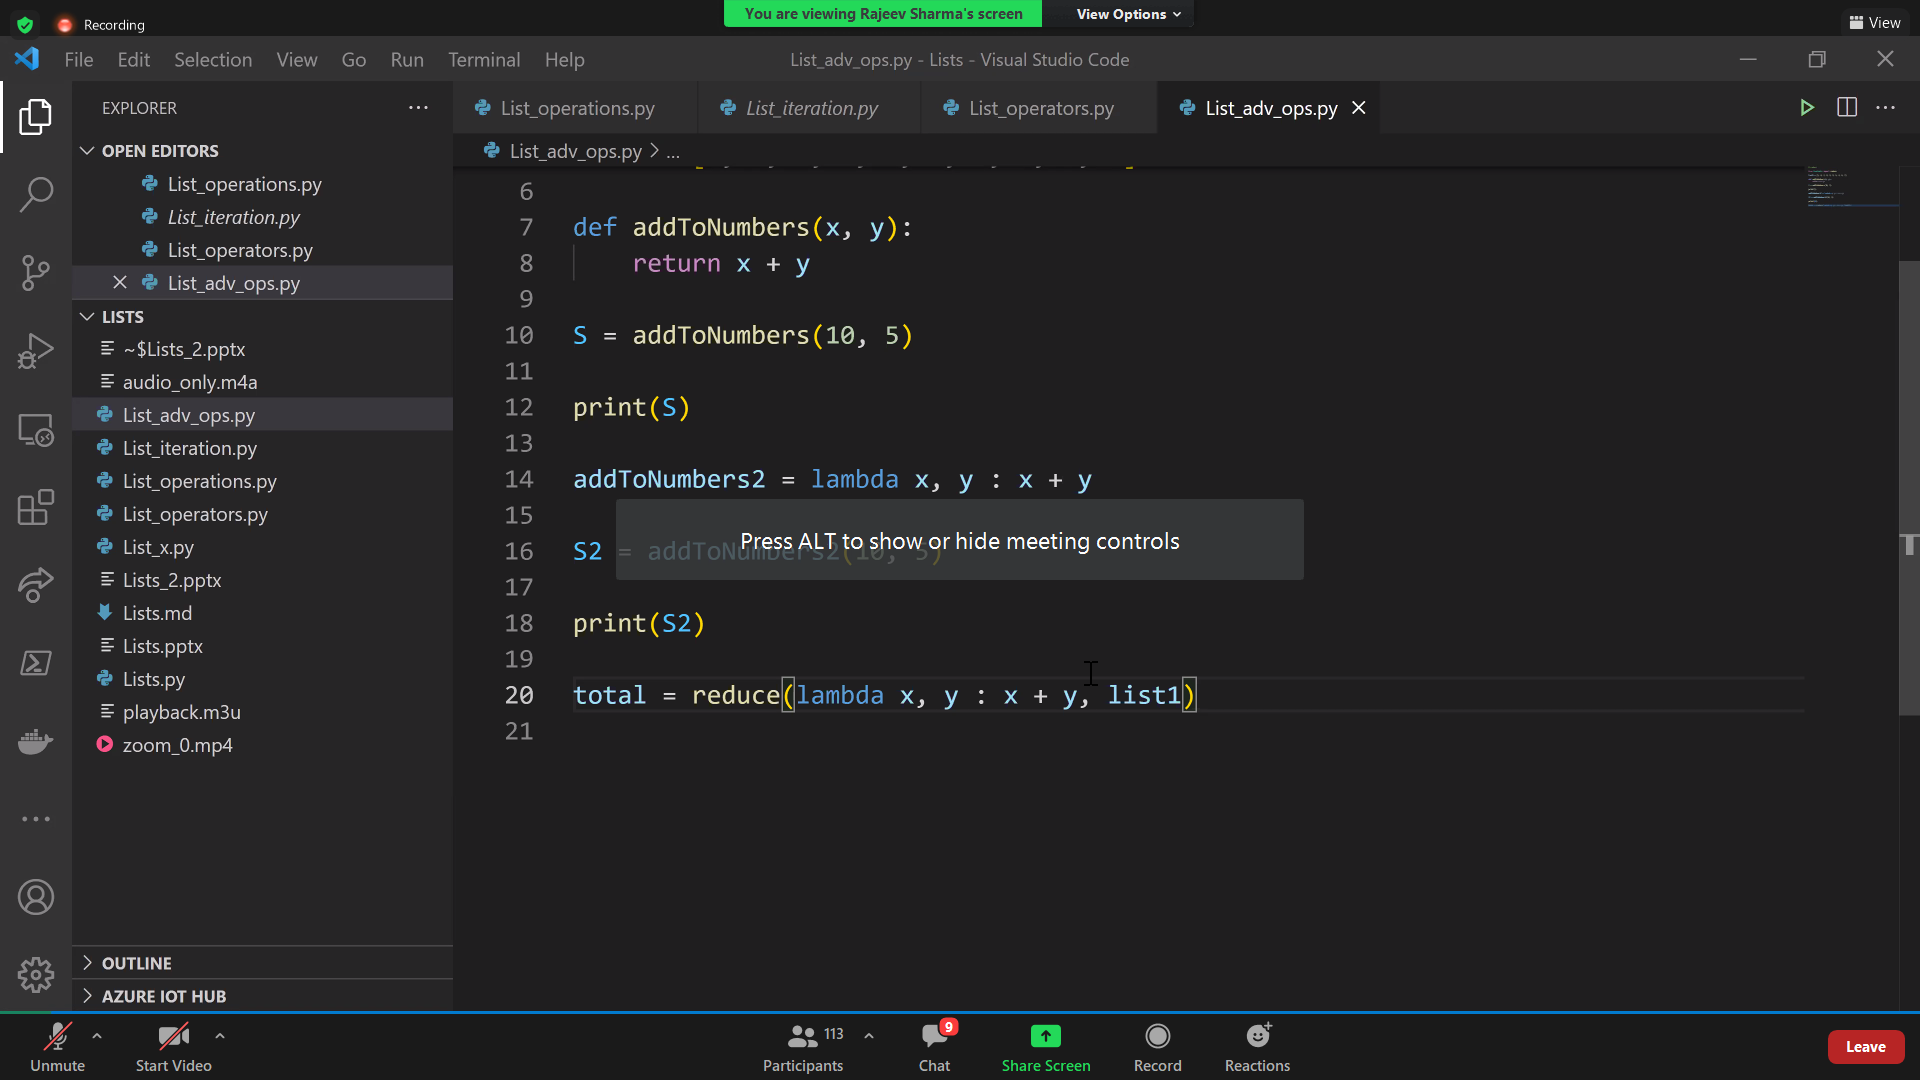 Recording
You are viewing Rajeev Sharma's screen
View Options
View
File Edit Selection View Go Run Terminal Help
List_adv_ops.py - Lists - Visual Studio Code
EXPLORER
List_operations.py
List_iteration.py
List_operators.py
List_adv_ops.py
List_adv_ops.py > ...
OPEN EDITORS
List_operations.py
List_iteration.py
List_operators.py
List_adv_ops.py
LISTS
~$Lists_2.pptx
audio_only.m4a
List_adv_ops.py
List_iteration.py
List_operations.py
List_operators.py
List_x.py
Lists_2.pptx
Lists.md
Lists.pptx
Lists.py
playback.m3u
zoom_0.mp4
OUTLINE
AZURE IOT HUB
6
7 def addToNumbers(x, y):
8 return x + y
9
10 S = addToNumbers(10, 5)
11
12 print(S)
13
14 addToNumbers2 = lambda x, y : x + y
15
16 S2 = addToNumbers2(10, 5)
Press ALT to show or hide meeting controls
17
18 print(S2)
19
20 total = reduce(lambda x, y : x + y, list1)
21
Unmute
Start Video
113
Participants
9
Chat
Share Screen
Record
Reactions
Leave